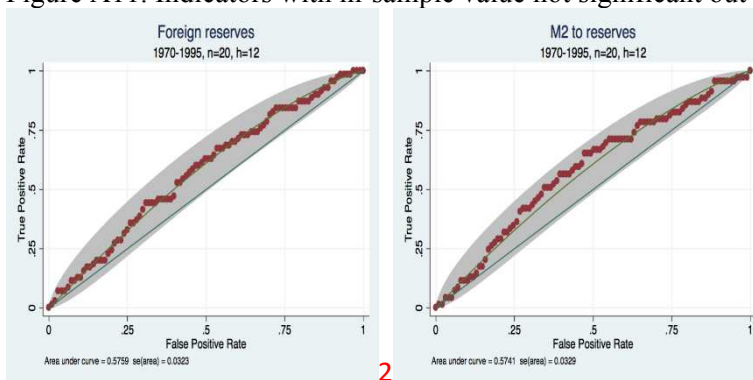 Figure A11: Indicators with in-sample value not significant out
Foreign reserves
1970-1995, n=20, h=12
True Positive Rate
1
.75
.5
.25
0
0 .25 .5 .75 1
False Positive Rate
Area under curve = 0.5759 se(area) = 0.0323
2
M2 to reserves
1970-1995, n=20, h=12
True Positive Rate
1
.75
.5
.25
0
0 .25 .5 .75 1
False Positive Rate
Area under curve = 0.5741 se(area) = 0.0329